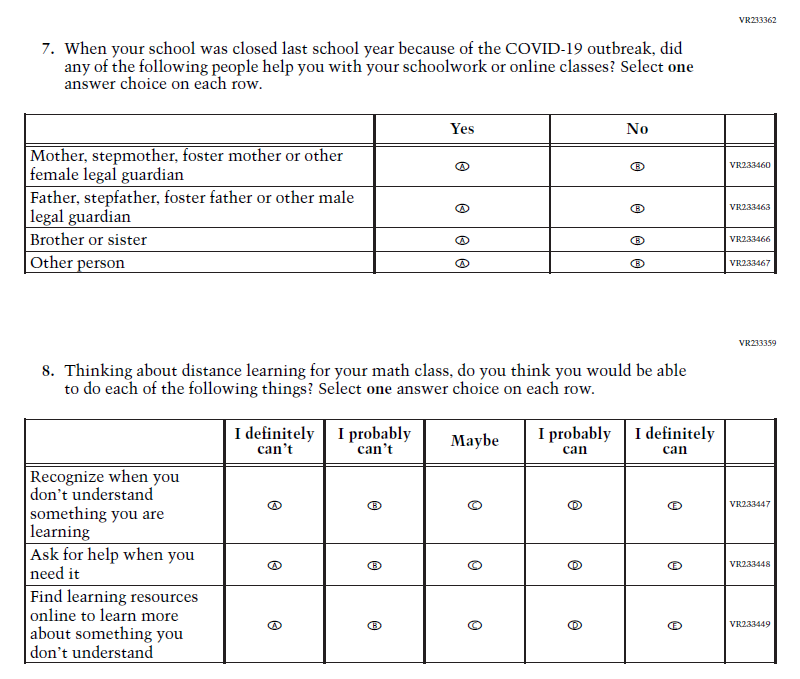 VR233362
7. When your school was closed last school year because of the COVID-19 outbreak, did
any of the following people help you with your schoolwork or online classes? Select one
answer choice on each row.
Yes No
Mother, stepmother, foster mother or other
female legal guardian
A B VR233460
Father, stepfather, foster father or other male
legal guardian
A B VR233463
Brother or sister A B VR233466
Other person A B VR233467
VR233359
8. Thinking about distance learning for your math class, do you think you would be able
to do each of the following things? Select one answer choice on each row.
I definitely can't I probably can't Maybe I probably can I definitely can
Recognize when you
don't understand
something you are
learning
A B C D E VR233447
Ask for help when you
need it
A B C D E VR233448
Find learning resources
online to learn more
about something you
don't understand
A B C D E VR233449